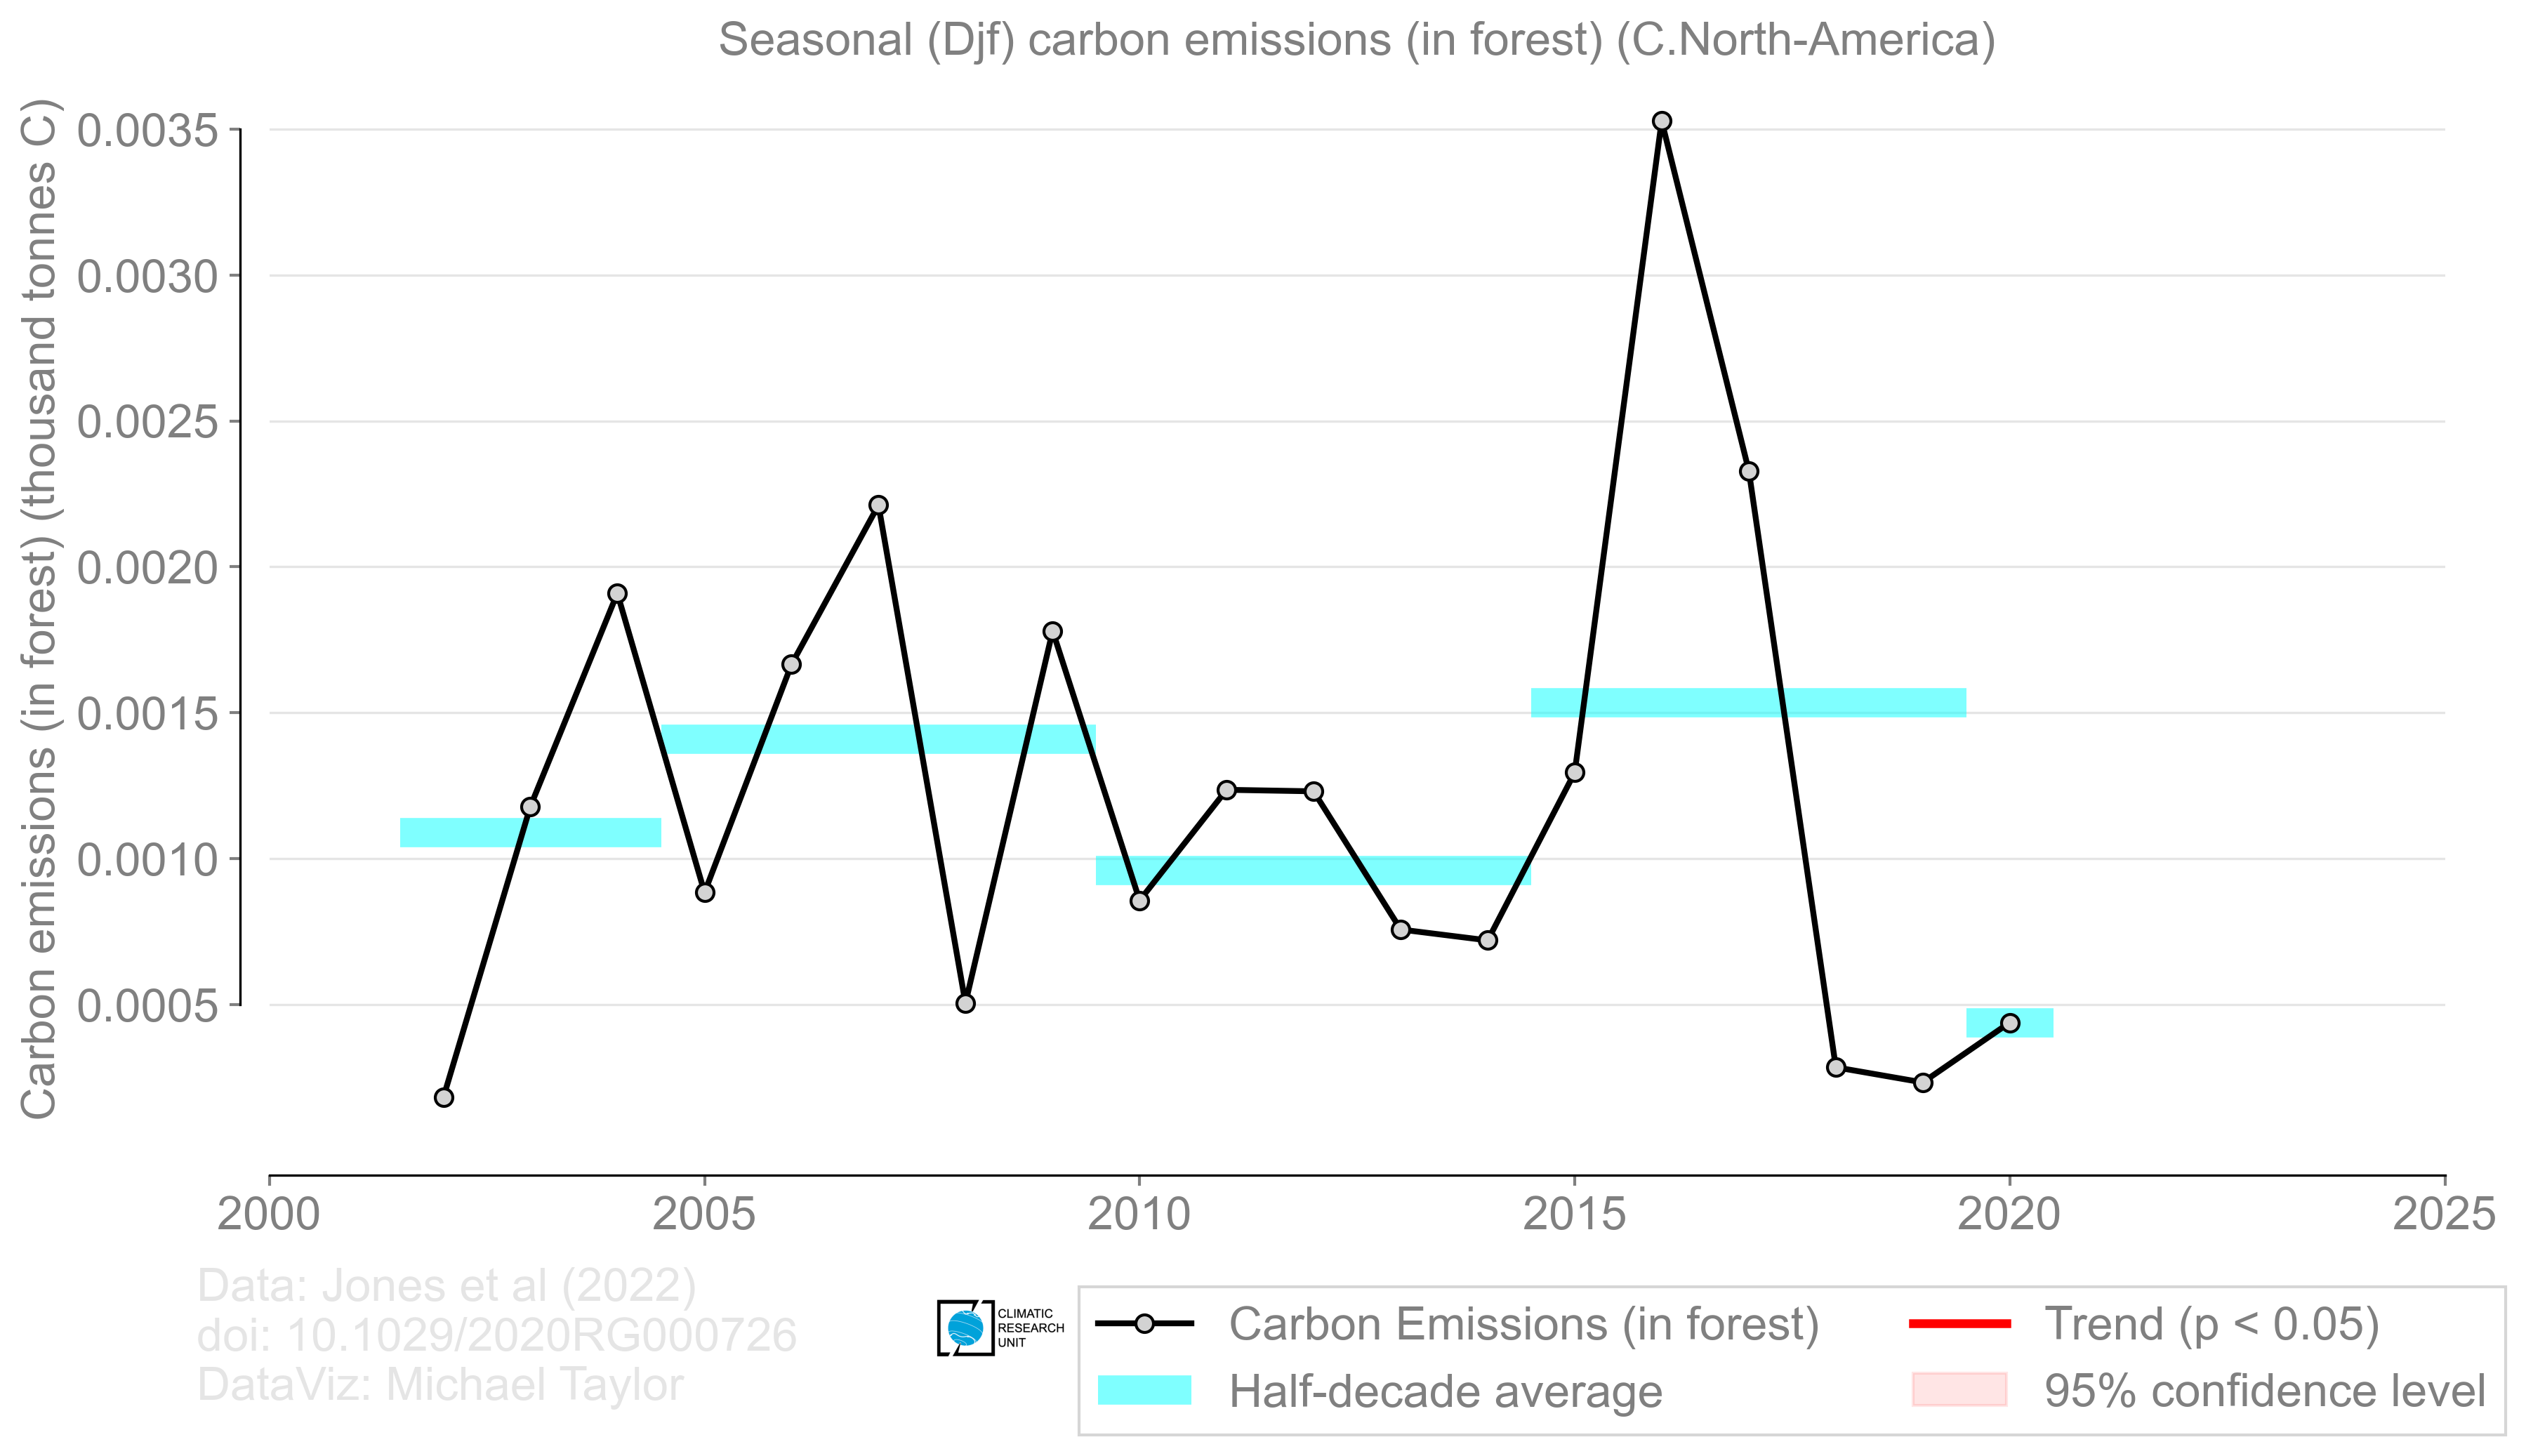 Seasonal (Djf) carbon emissions (in forest) (C.North-America)
Carbon emissions (in forest) (thousand tonnes C)
0.0035
0.0030
0.0025
0.0020
0.0015
0.0010
0.0005
2000 2005 2010 2015 2020 2025
Data: Jones et al (2022)
doi: 10.1029/2020RG000726
DataViz: Michael Taylor
CLIMATIC
RESEARCH
UNIT
Carbon Emissions (in forest)
Half-decade average
Trend (p < 0.05)
95% confidence level